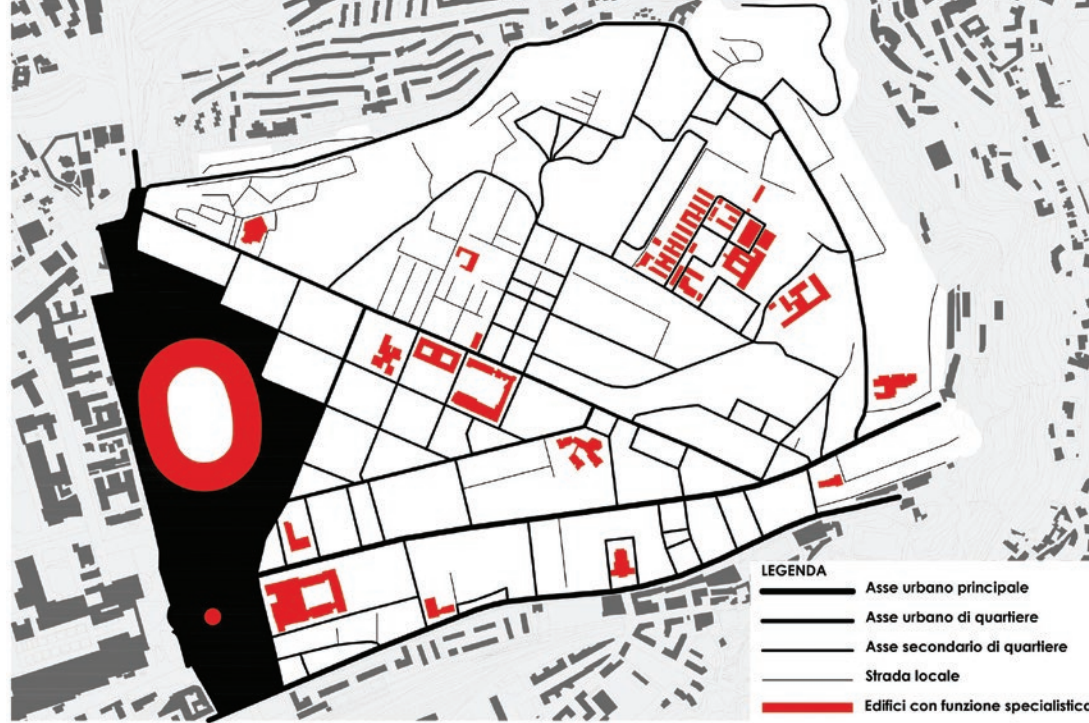 LEGENDA
Asse urbano principale
Asse urbano di quartiere
Asse secondario di quartiere
Strada locale
Edifici con funzione specialistica